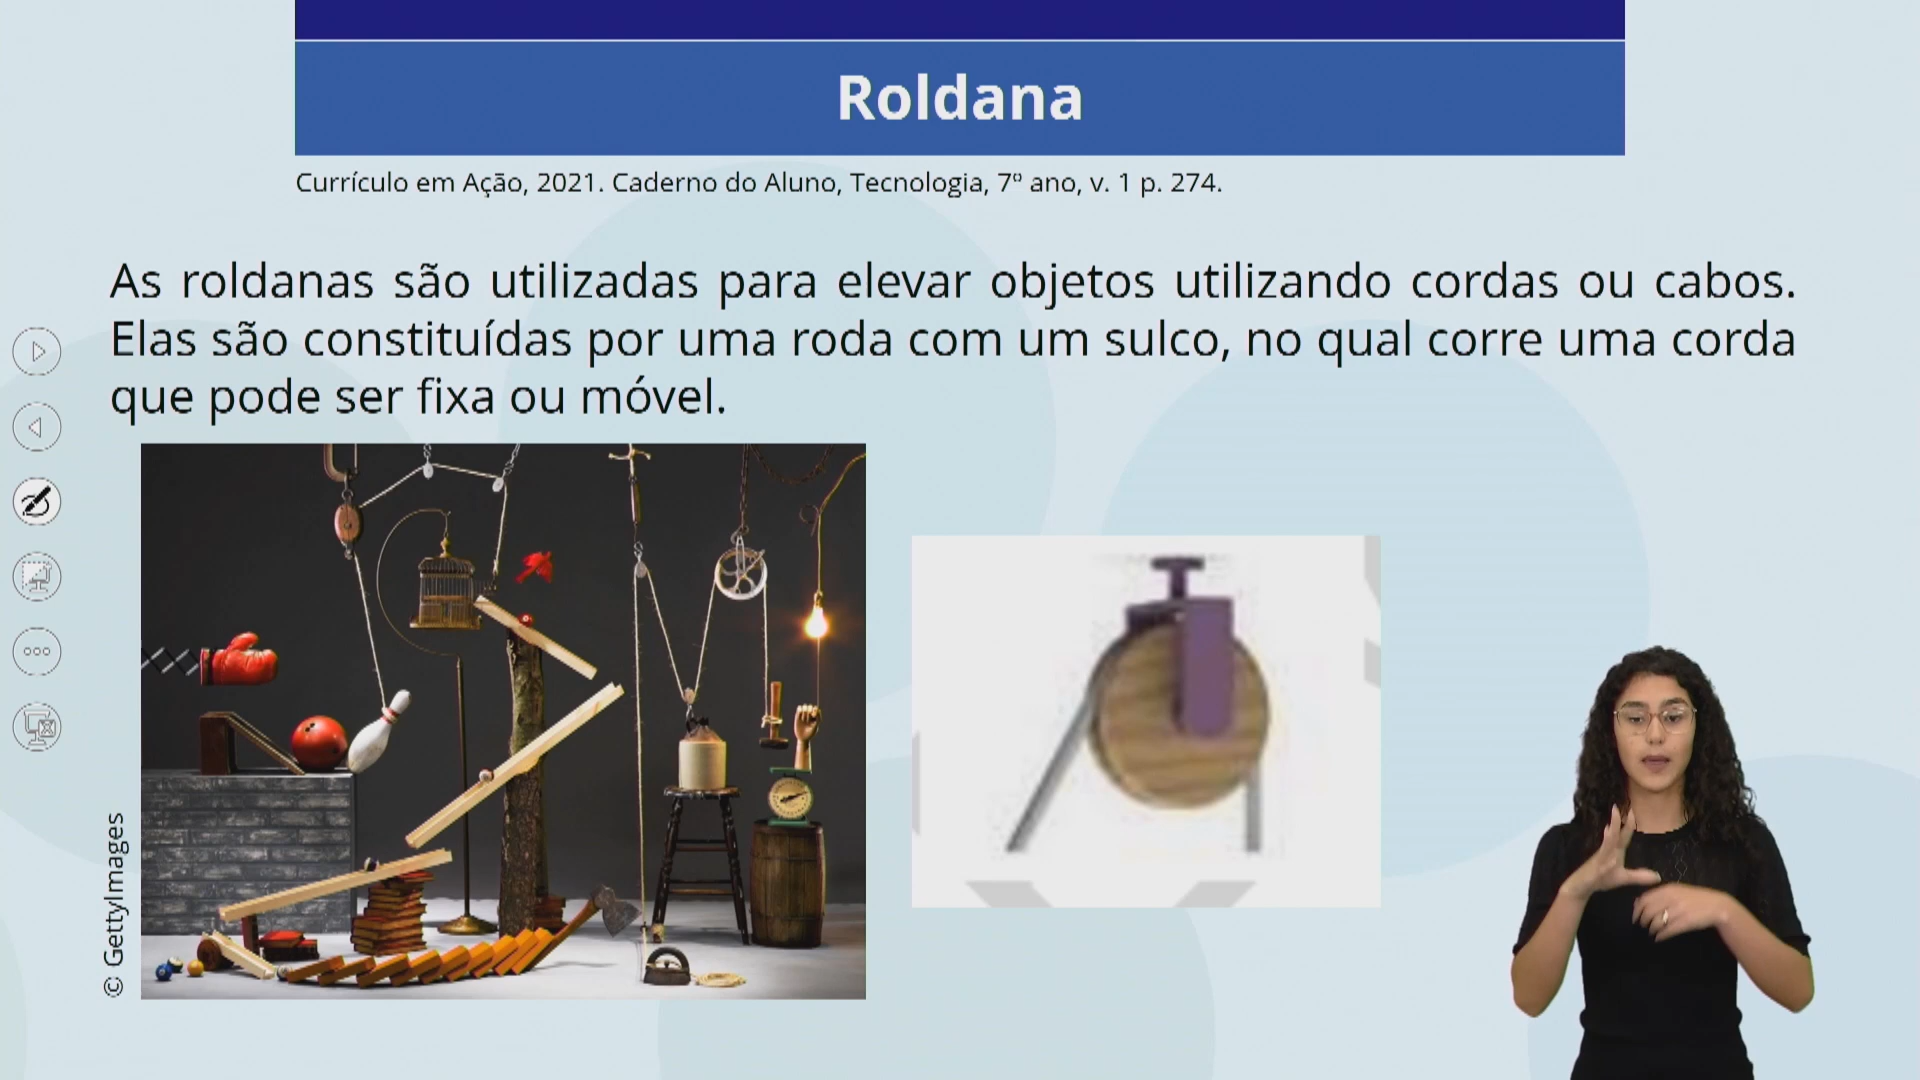 Roldana
Currículo em Ação, 2021. Caderno do Aluno, Tecnologia, 7º ano, v. 1 p. 274.
As roldanas são utilizadas para elevar objetos utilizando cordas ou cabos.
Elas são constituídas por uma roda com um sulco, no qual corre uma corda
que pode ser fixa ou móvel.
© GettyImages